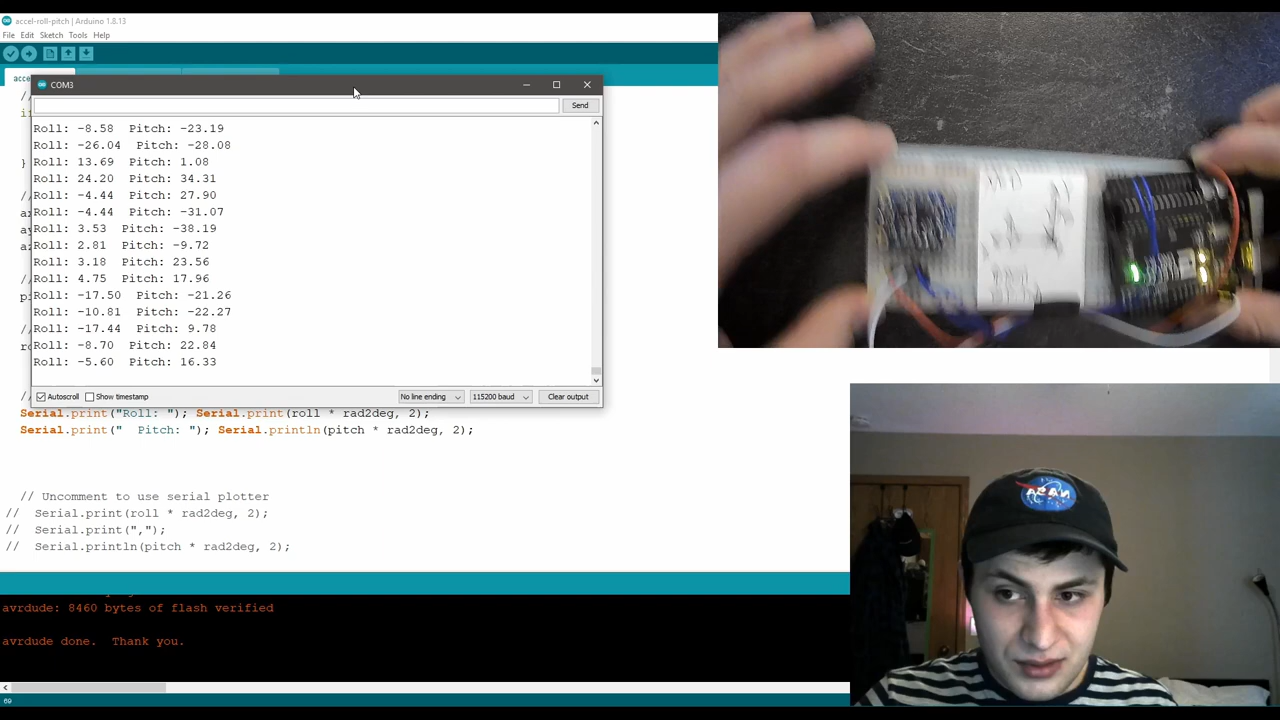 accel-roll-pitch | Arduino 1.8.13
File Edit Sketch Tools Help
acce
COM3
Send
//
if
}
//
a
ay
a
//
p
//
ro
//
Roll: -8.58  Pitch: -23.19
Roll: -26.04  Pitch: -28.08
Roll: 13.69  Pitch: 1.08
Roll: 24.20  Pitch: 34.31
Roll: -4.44  Pitch: 27.90
Roll: -4.44  Pitch: -31.07
Roll: 3.53  Pitch: -38.19
Roll: 2.81  Pitch: -9.72
Roll: 3.18  Pitch: 23.56
Roll: 4.75  Pitch: 17.96
Roll: -17.50  Pitch: -21.26
Roll: -10.81  Pitch: -22.27
Roll: -17.44  Pitch: 9.78
Roll: -8.70  Pitch: 22.84
Roll: -5.60  Pitch: 16.33
Autoscroll Show timestamp No line ending 115200 baud Clear output
Serial.print("Roll: "); Serial.print(roll * rad2deg, 2);
Serial.print("  Pitch: "); Serial.println(pitch * rad2deg, 2);
// Uncomment to use serial plotter
//  Serial.print(roll * rad2deg, 2);
//  Serial.print(",");
//  Serial.println(pitch * rad2deg, 2);
avrdude: 8460 bytes of flash verified
avrdude done.  Thank you.
69